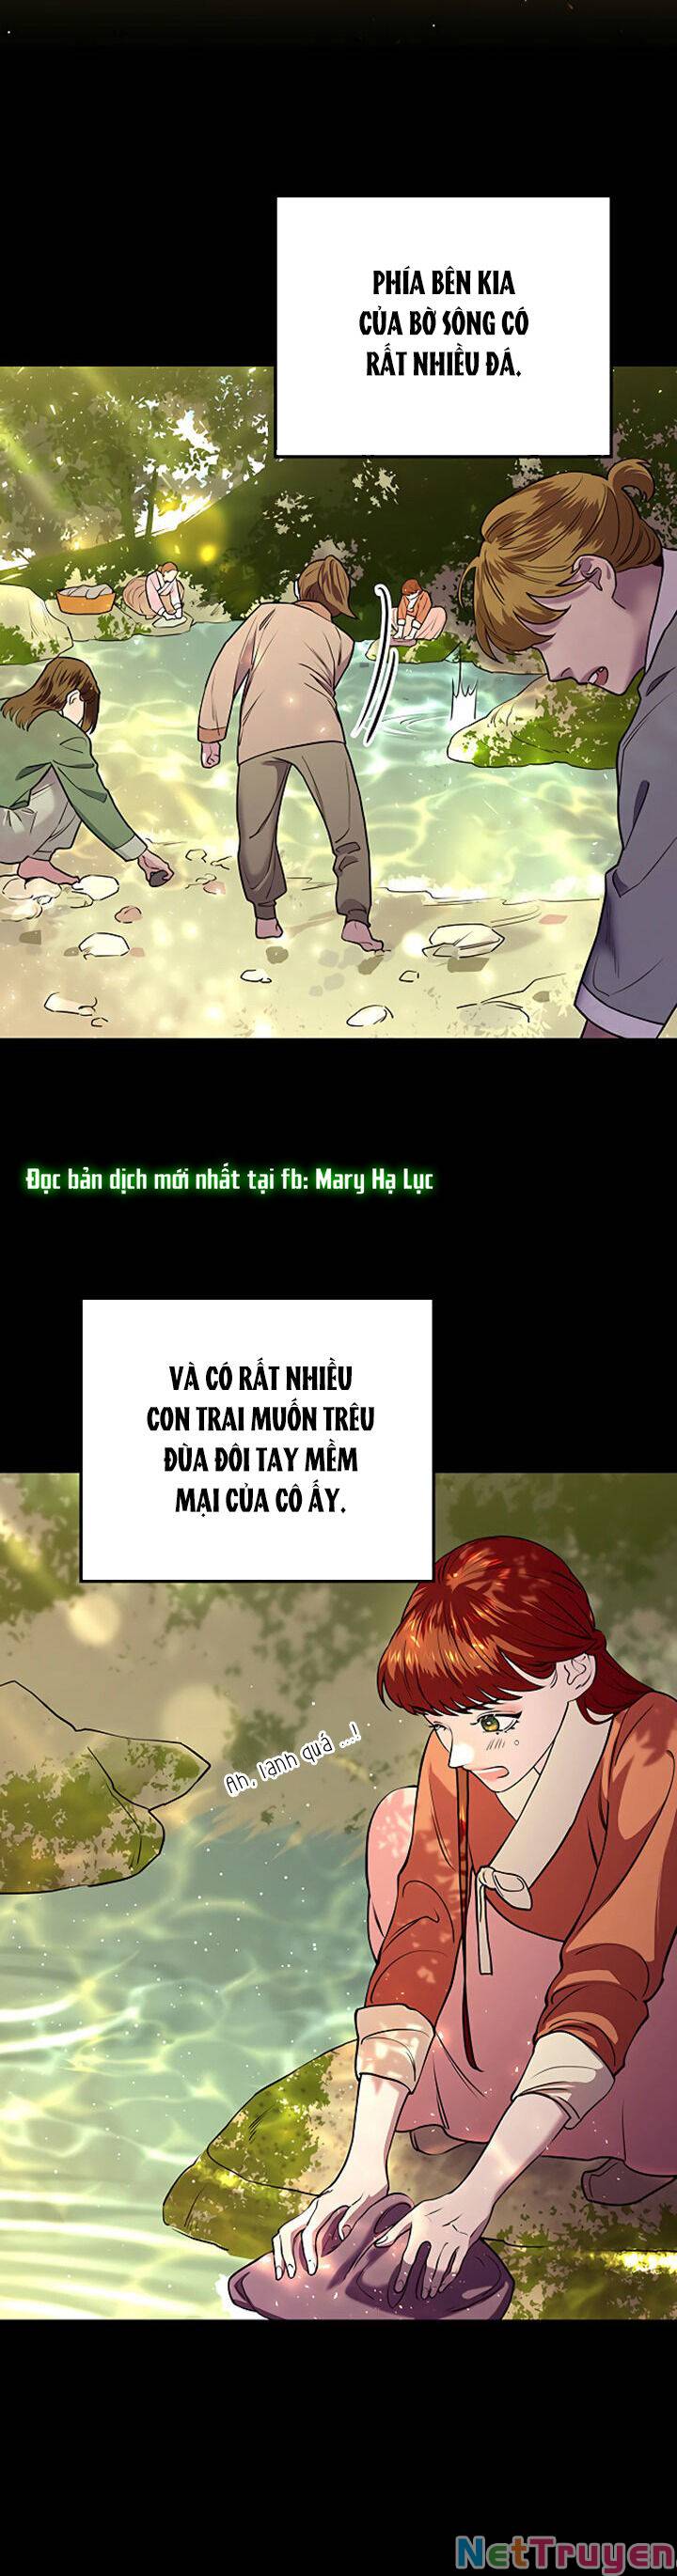 PHÍA BÊN KIA
CỦA BỜ SÔNG CÓ
RẤT NHIỀU ĐÁ.
Đọc bản dịch mới nhất tại fb: Mary Hạ Lục
VÀ CÓ RẤT NHIỀU
CON TRAI MUỐN TRÊU
ĐÙA ĐÔI TAY MỀM
MẠI CỦA CÔ ẤY.
Ah, lạnh quá ...!
NetTruyen